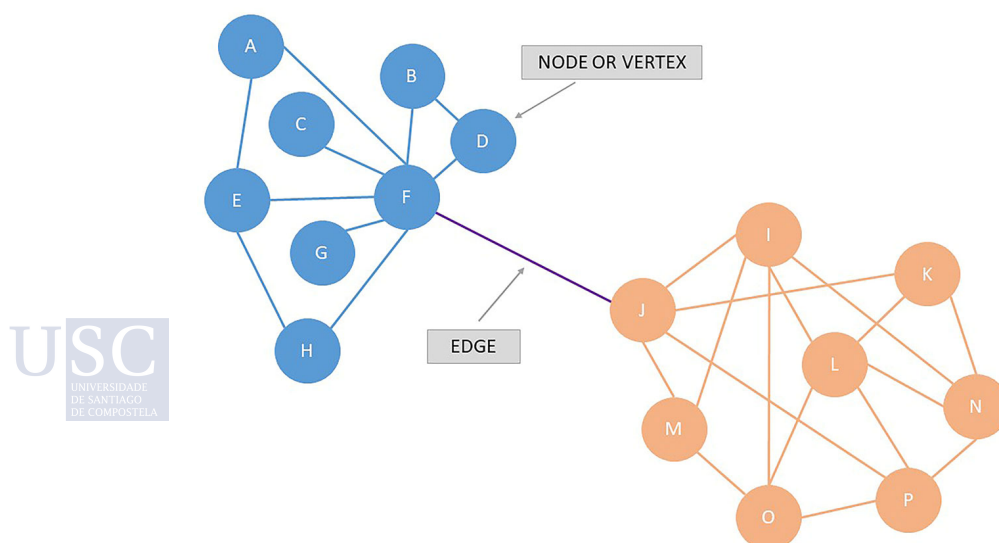 A
B
NODE OR VERTEX
C
D
E
F
G
I
K
J
H
EDGE
L
N
M
P
O
USC
UNIVERSIDADE
DE SANTIAGO
DE COMPOSTELA